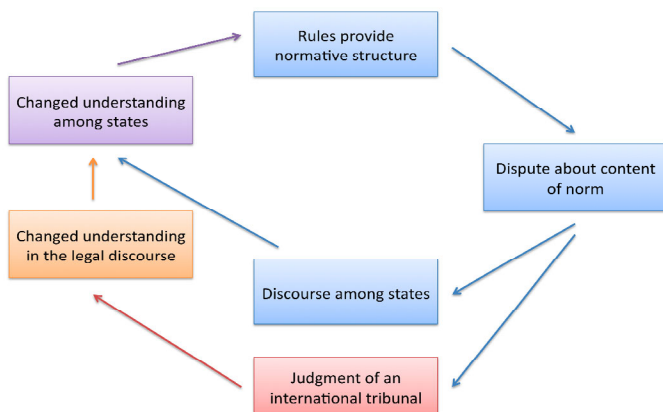 Rules provide
normative structure
Changed understanding
among states
Dispute about content
of norm
Changed understanding
in the legal discourse
Discourse among states
Judgment of an
international tribunal